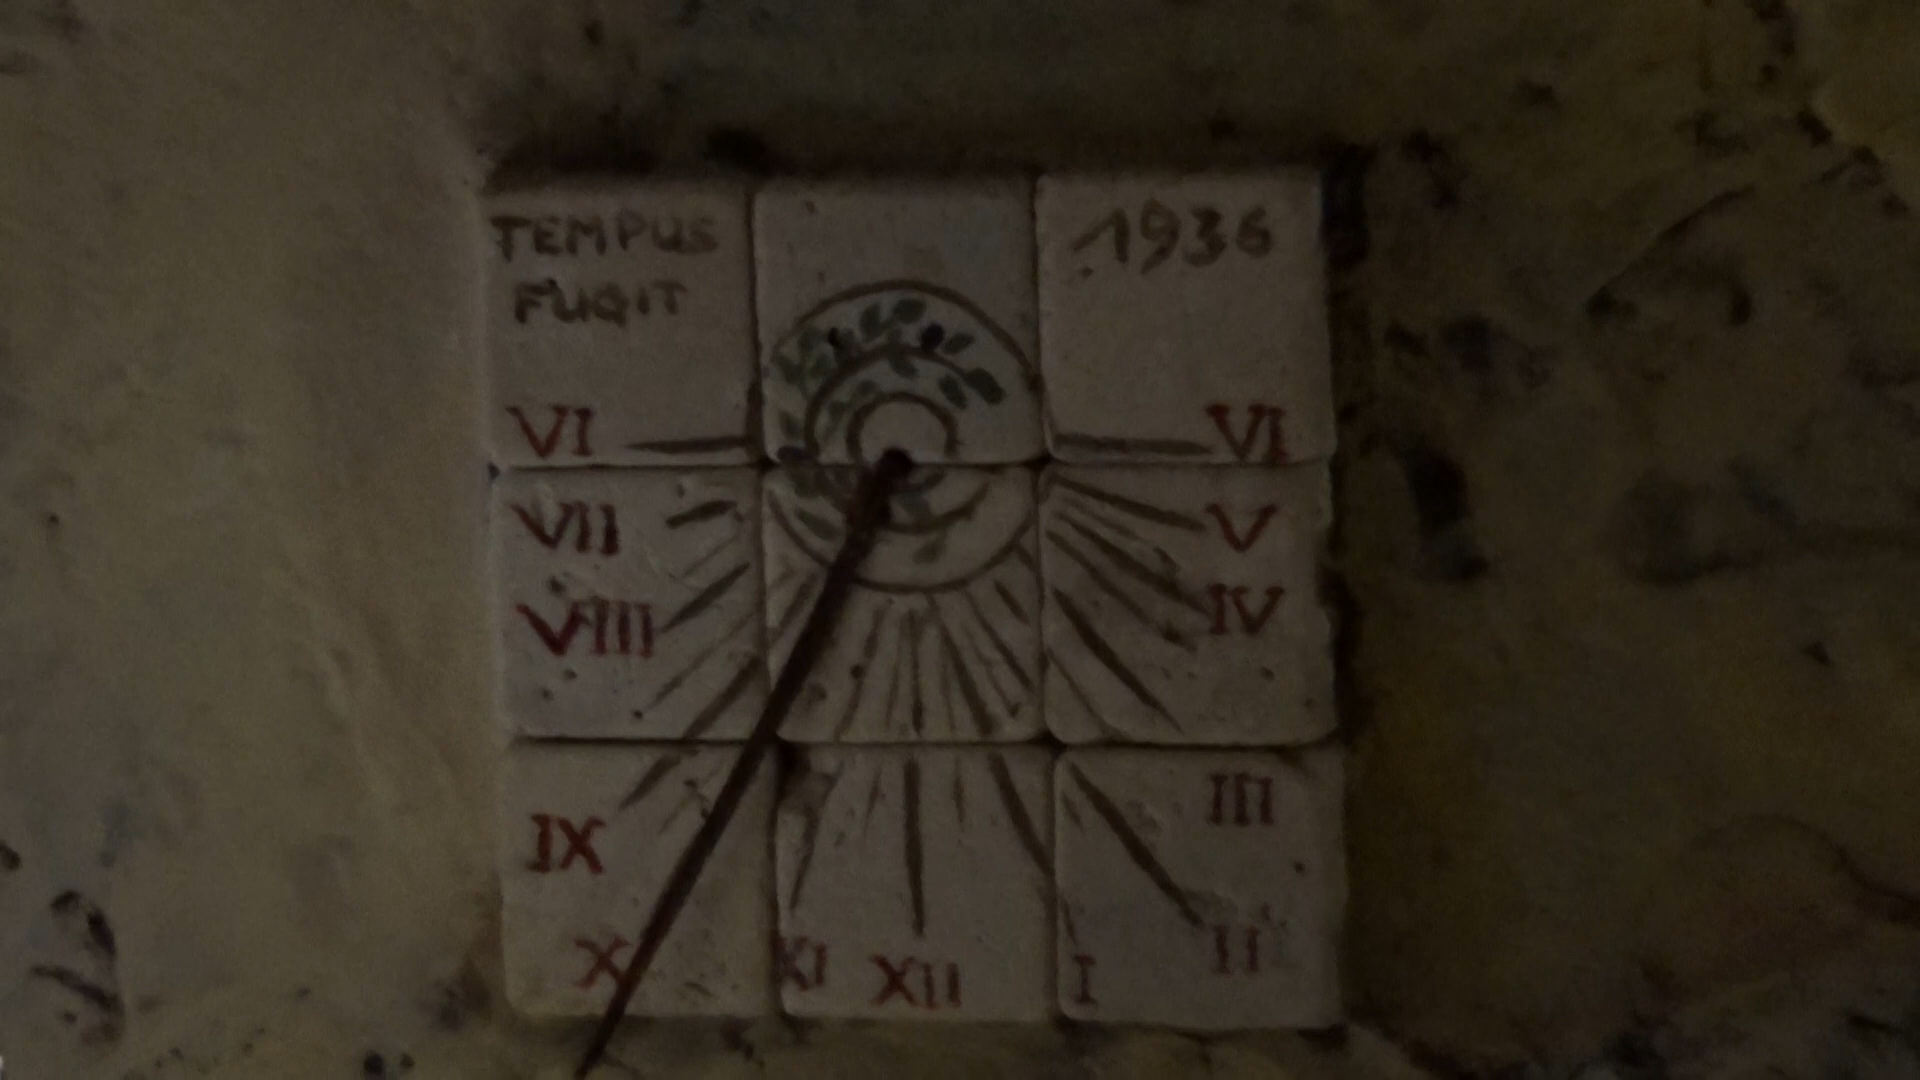 TEMPUS
FUGIT
1936
VI VI
VII V
VIII IV
IX III
X XI XII I II